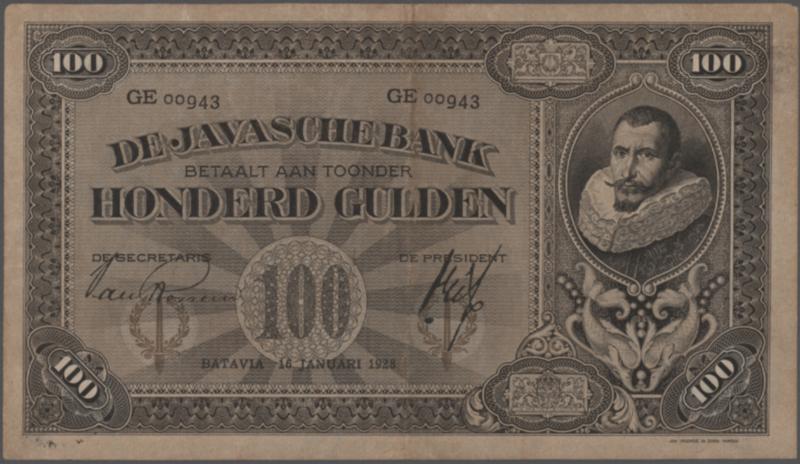 100 100
GE 00943 GE 00943
DE JAVASCHE BANK
BETAALT AAN TOONDER
HONDERD GULDEN
DE SECRETARIS DE PRESIDENT
100
BATAVIA 16 JANUARI 1928
100 100